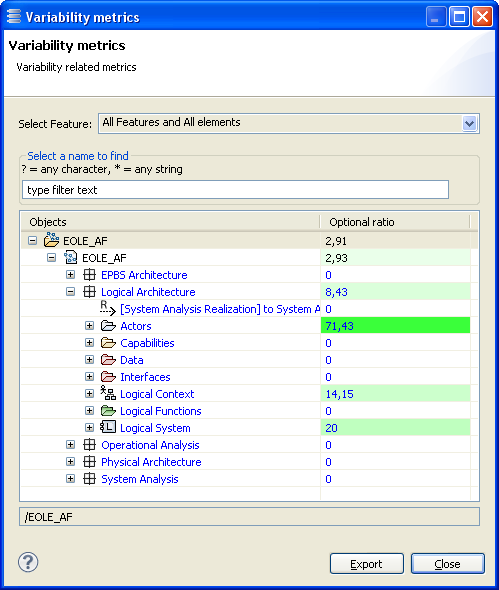 Variability metrics
Variability metrics
Variability related metrics
Select Feature: All Features and All elements
Select a name to find
? = any character, * = any string
type filter text
Objects Optional ratio
EOLE_AF 2,91
EOLE_AF 2,93
EPBS Architecture 0
Logical Architecture 8,43
R [System Analysis Realization] to System A 0
Actors 71,43
Capabilities 0
Data 0
Interfaces 0
Logical Context 14,15
Logical Functions 0
L Logical System 20
Operational Analysis 0
Physical Architecture 0
System Analysis 0
/EOLE_AF
? Export Close